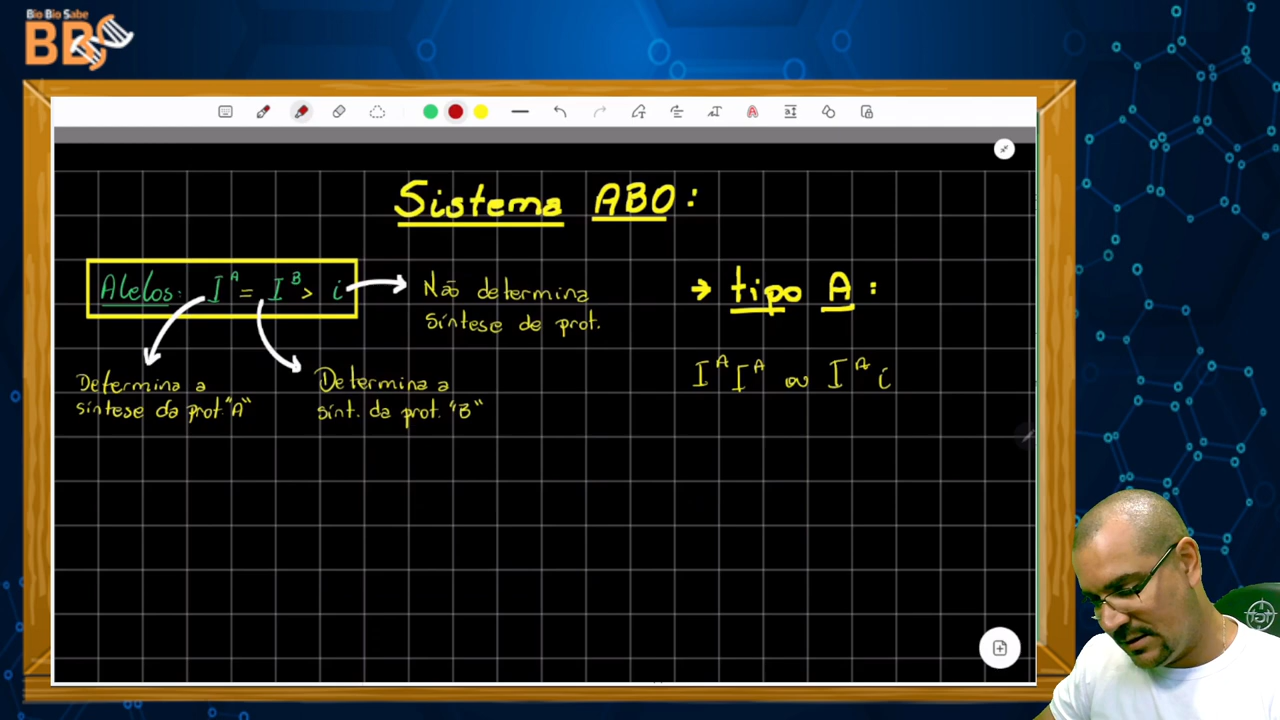 Bio Bio Sabe
BBS
Sistema ABO:
Alelos: I^A = I^B > i
Não determina
síntese de prot.
Determina a
síntese da prot. "A"
Determina a
sínt. da prot. "B"
→ tipo A:
I^A I^A ou I^A i